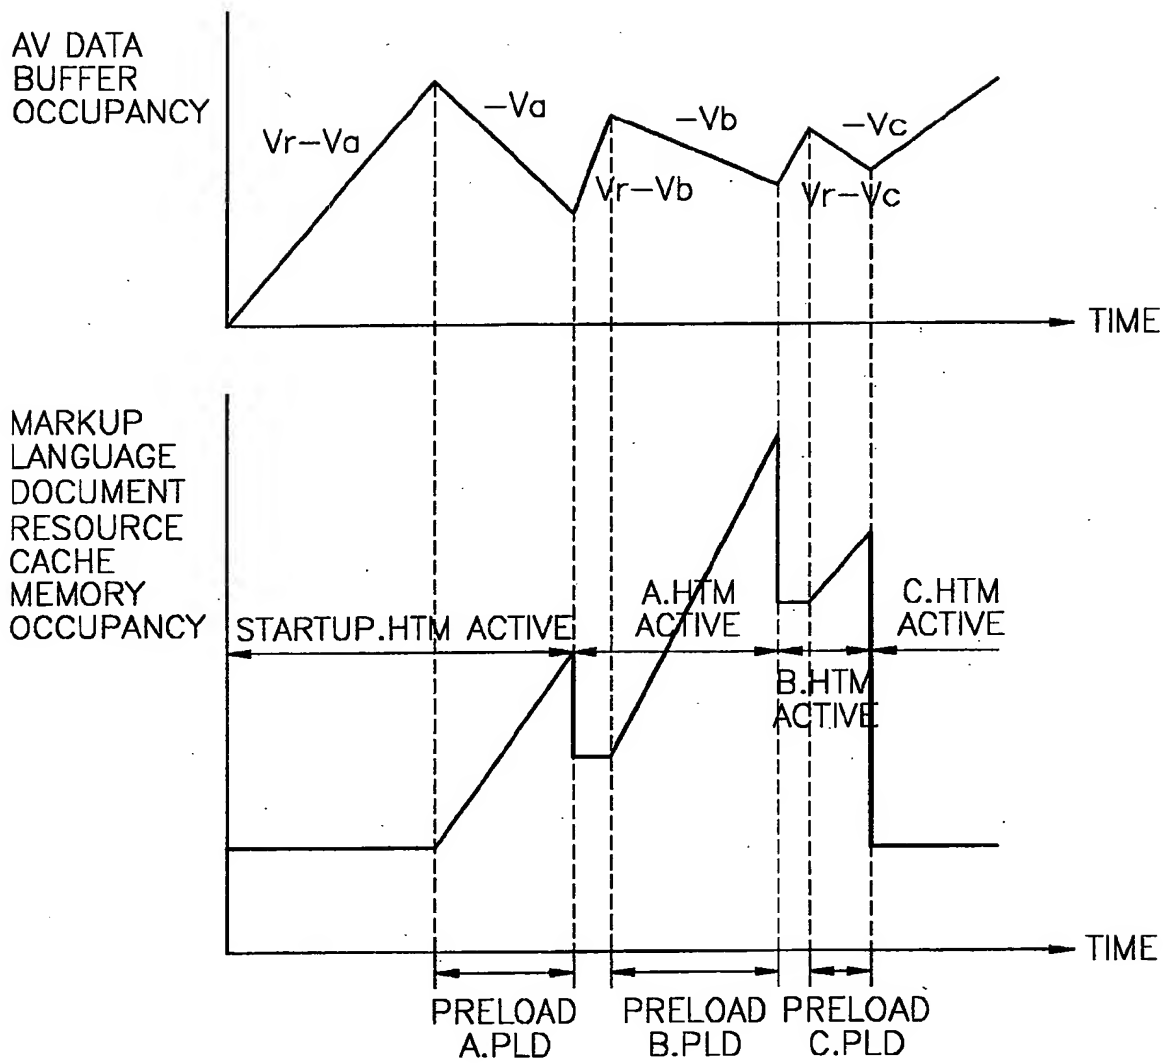 AV DATA
BUFFER
OCCUPANCY
Vr-Va
-Va
Vr-Vb
-Vb
Vr-Vc
-Vc
TIME
MARKUP
LANGUAGE
DOCUMENT
RESOURCE
CACHE
MEMORY
OCCUPANCY
STARTUP.HTM ACTIVE
A.HTM
ACTIVE
B.HTM
ACTIVE
C.HTM
ACTIVE
TIME
PRELOAD
A.PLD
PRELOAD
B.PLD
PRELOAD
C.PLD